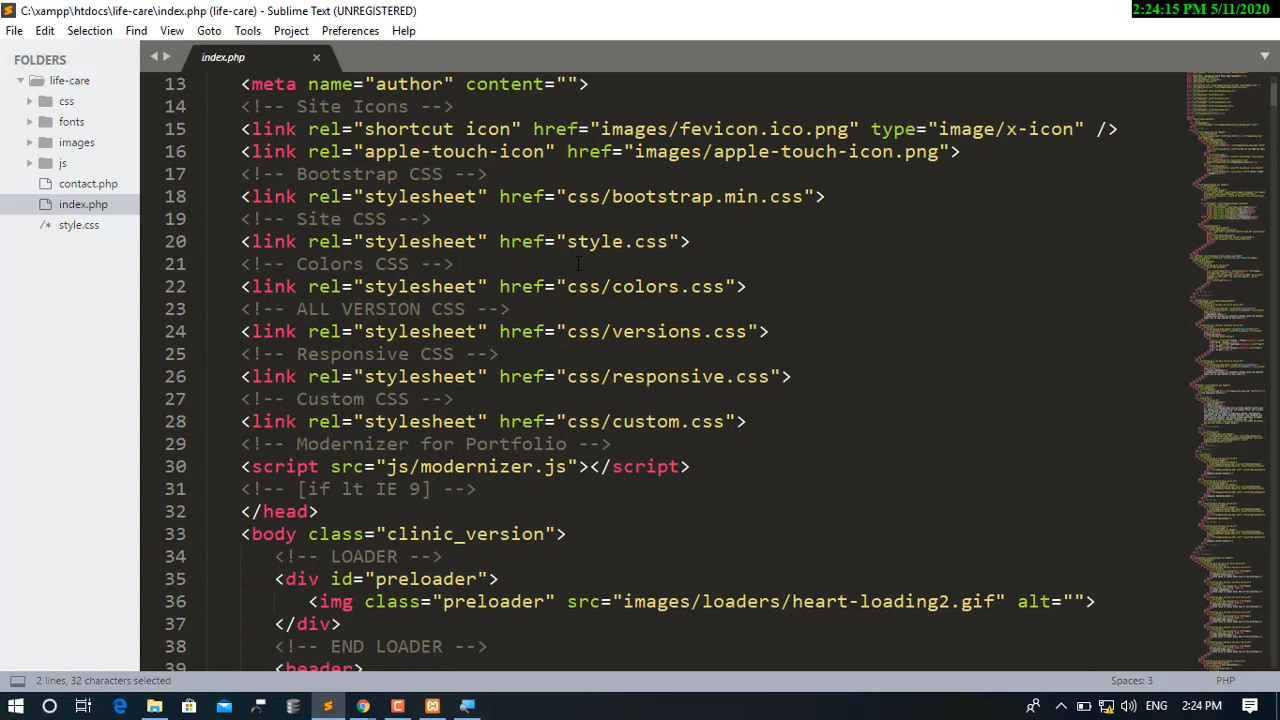 C:\xampp\htdocs\life-care\index.php (life-care) - Sublime Text (UNREGISTERED)
2:24:15 PM 5/11/2020
File Edit Selection Find View Goto Tools Project Preferences Help
FOLDERS
life-care
css
fonts
images
js
contact.php
index.php
style.css
index.php
13 <meta name="author" content="">
14 <!-- Site Icons -->
15 <link rel="shortcut icon" href="images/fevicon.ico.png" type="image/x-icon" />
16 <link rel="apple-touch-icon" href="images/apple-touch-icon.png">
17 <!-- Bootstrap CSS -->
18 <link rel="stylesheet" href="css/bootstrap.min.css">
19 <!-- Site CSS -->
20 <link rel="stylesheet" href="style.css">
21 <!-- Colors CSS -->
22 <link rel="stylesheet" href="css/colors.css">
23 <!-- ALL VERSION CSS -->
24 <link rel="stylesheet" href="css/versions.css">
25 <!-- Responsive CSS -->
26 <link rel="stylesheet" href="css/responsive.css">
27 <!-- Custom CSS -->
28 <link rel="stylesheet" href="css/custom.css">
29 <!-- Modernizer for Portfolio -->
30 <script src="js/modernizer.js"></script>
31 <!-- [if lt IE 9] -->
32 </head>
33 <body class="clinic_version">
34 <!-- LOADER -->
35 <div id="preloader">
36 <img class="preloader" src="images/loaders/heart-loading2.gif" alt="">
37 </div>
38 <!-- END LOADER -->
39 <header>
2 lines, 32 characters selected
Spaces: 3
PHP
ENG 2:24 PM